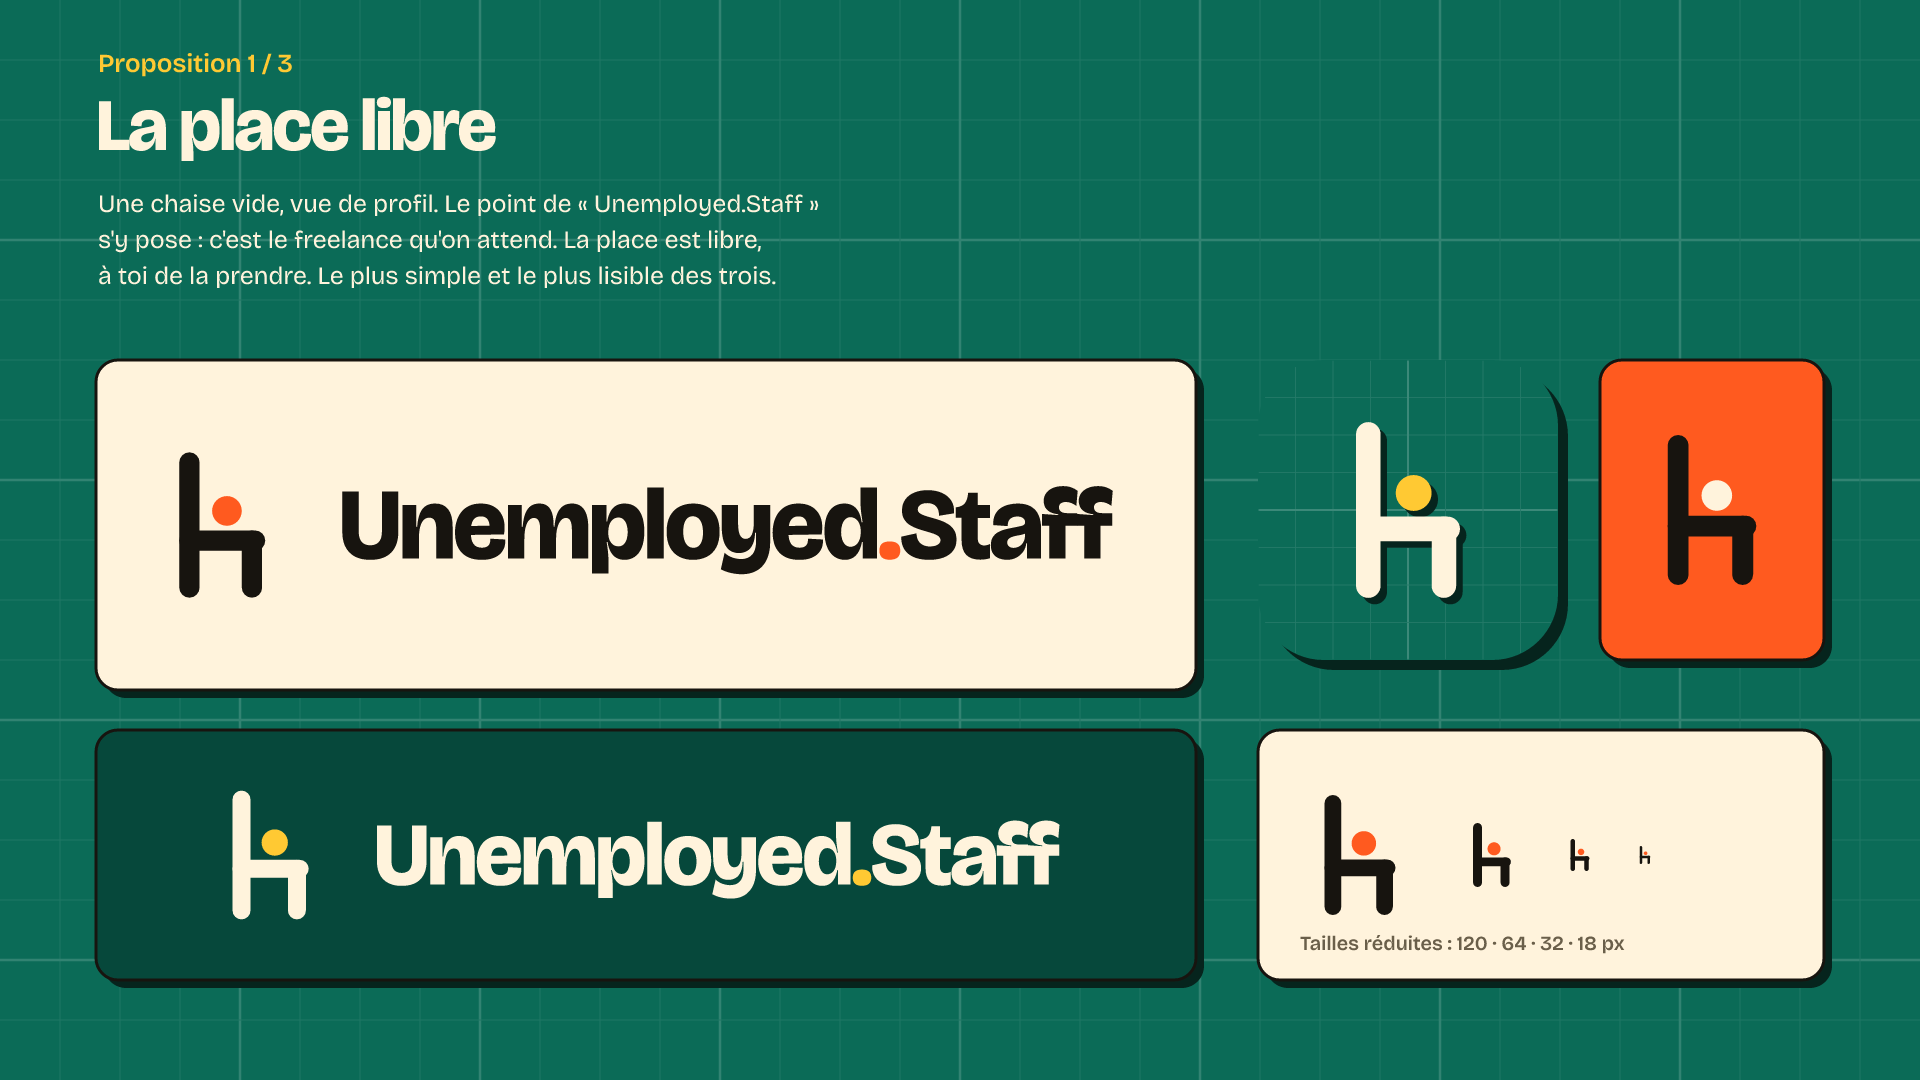 Proposition 1 / 3
La place libre
Une chaise vide, vue de profil. Le point de « Unemployed.Staff »
s'y pose : c'est le freelance qu'on attend. La place est libre,
à toi de la prendre. Le plus simple et le plus lisible des trois.
Unemployed.Staff
Unemployed.Staff
Tailles réduites : 120 · 64 · 32 · 18 px